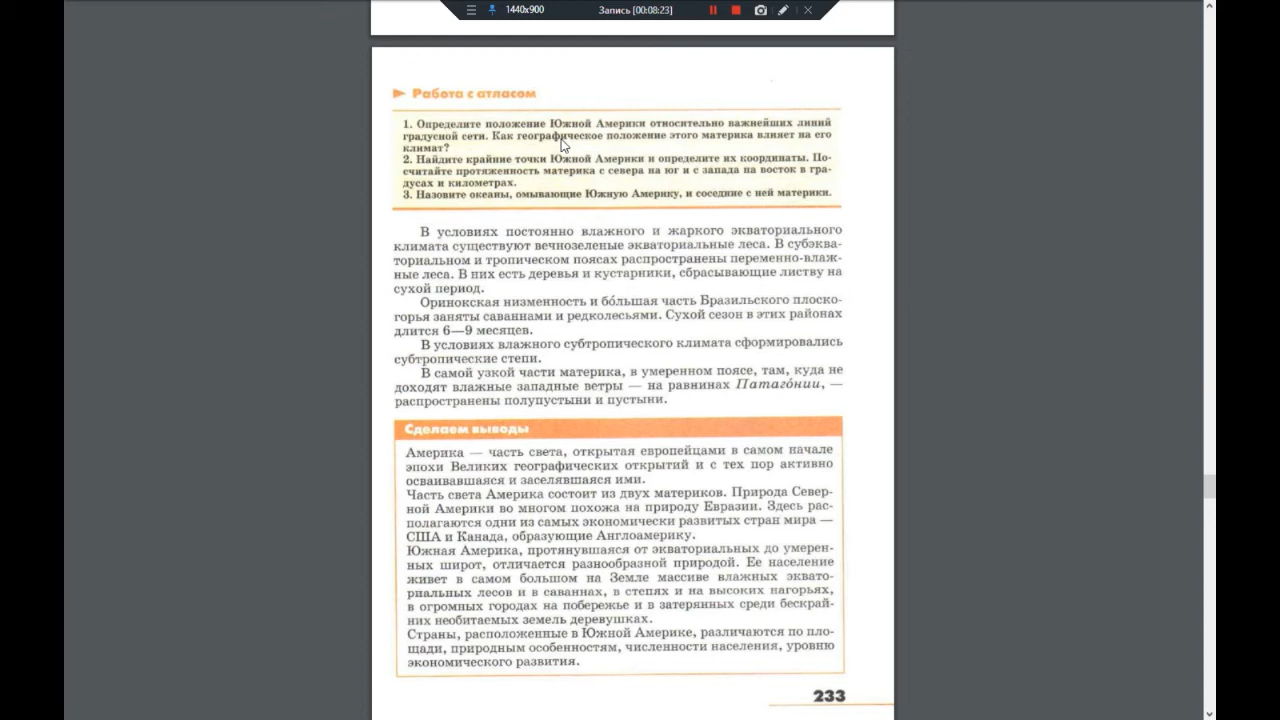 1440x900
Запись [00:08:23]
Работа с атласом
1. Определите положение Южной Америки относительно важнейших линий
градусной сети. Как географическое положение этого материка влияет на его
климат?
2. Найдите крайние точки Южной Америки и определите их координаты. По-
считайте протяженность материка с севера на юг и с запада на восток в гра-
дусах и километрах.
3. Назовите океаны, омывающие Южную Америку, и соседние с ней материки.
В условиях постоянно влажного и жаркого экваториального
климата существуют вечнозеленые экваториальные леса. В субэква-
ториальном и тропическом поясах распространены переменно-влаж-
ные леса. В них есть деревья и кустарники, сбрасывающие листву на
сухой период.
Оринокская низменность и бóльшая часть Бразильского плоско-
горья заняты саваннами и редколесьями. Сухой сезон в этих районах
длится 6—9 месяцев.
В условиях влажного субтропического климата сформировались
субтропические степи.
В самой узкой части материка, в умеренном поясе, там, куда не
доходят влажные западные ветры — на равнинах Патагóнии, —
распространены полупустыни и пустыни.
Сделаем выводы
Америка — часть света, открытая европейцами в самом начале
эпохи Великих географических открытий и с тех пор активно
осваивавшаяся и заселявшаяся ими.
Часть света Америка состоит из двух материков. Природа Север-
ной Америки во многом похожа на природу Евразии. Здесь рас-
полагаются одни из самых экономически развитых стран мира —
США и Канада, образующие Англоамерику.
Южная Америка, протянувшаяся от экваториальных до умерен-
ных широт, отличается разнообразной природой. Ее население
живет в самом большом на Земле массиве влажных эквато-
риальных лесов и в саваннах, в степях и на высоких нагорьях,
в огромных городах на побережье и в затерянных среди бескрай-
них необитаемых земель деревушках.
Страны, расположенные в Южной Америке, различаются по пло-
щади, природным особенностям, численности населения, уровню
экономического развития.
233